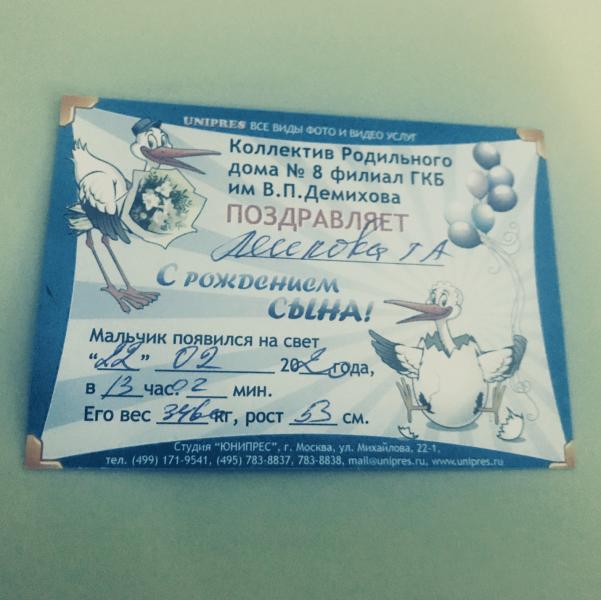 UNIPRES ВСЕ ВИДЫ ФОТО И ВИДЕО УСЛУГ
Коллектив Родильного
дома № 8 филиал ГКБ
им В.П.Демихова
ПОЗДРАВЛЯЕТ
С РОЖДЕНИЕМ
СЫНА!
Мальчик появился на свет
"22" 02 2020 года,
в 13 час. 02 мин.
Его вес кг, рост 53 см.
Студия "ЮНИПРЕС", г. Москва, ул. Михайлова, 22-1,
тел. (499) 171-9541, (495) 783-8837, 783-8838, mail@unipres.ru, www.unipres.ru